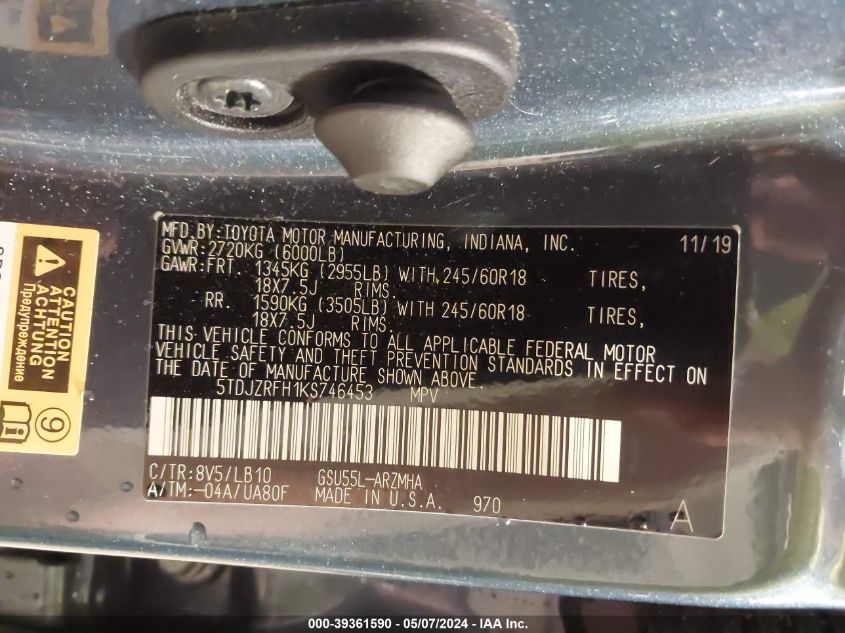 MFD.BY:TOYOTA MOTOR MANUFACTURING, INDIANA, INC. 11/19
GVWR:2720KG (6000LB)
GAWR:FRT. 1345KG (2955LB) WITH 245/60R18 TIRES,
18X7.5J RIMS.
RR. 1590KG (3505LB) WITH 245/60R18 TIRES,
18X7.5J RIMS.
THIS VEHICLE CONFORMS TO ALL APPLICABLE FEDERAL MOTOR
VEHICLE SAFETY AND THEFT PREVENTION STANDARDS IN EFFECT ON
THE DATE OF MANUFACTURE SHOWN ABOVE.
5TDJZRFH1KS746453 MPV
C/TR:8V5/LB10 GSU55L-ARZMHA
A/TM:-04A/UA80F MADE IN U.S.A. 970
A
CAUTION
ATTENTION
ACHTUNG
Предупреждение
9
000-39361590 - 05/07/2024 - IAA Inc.